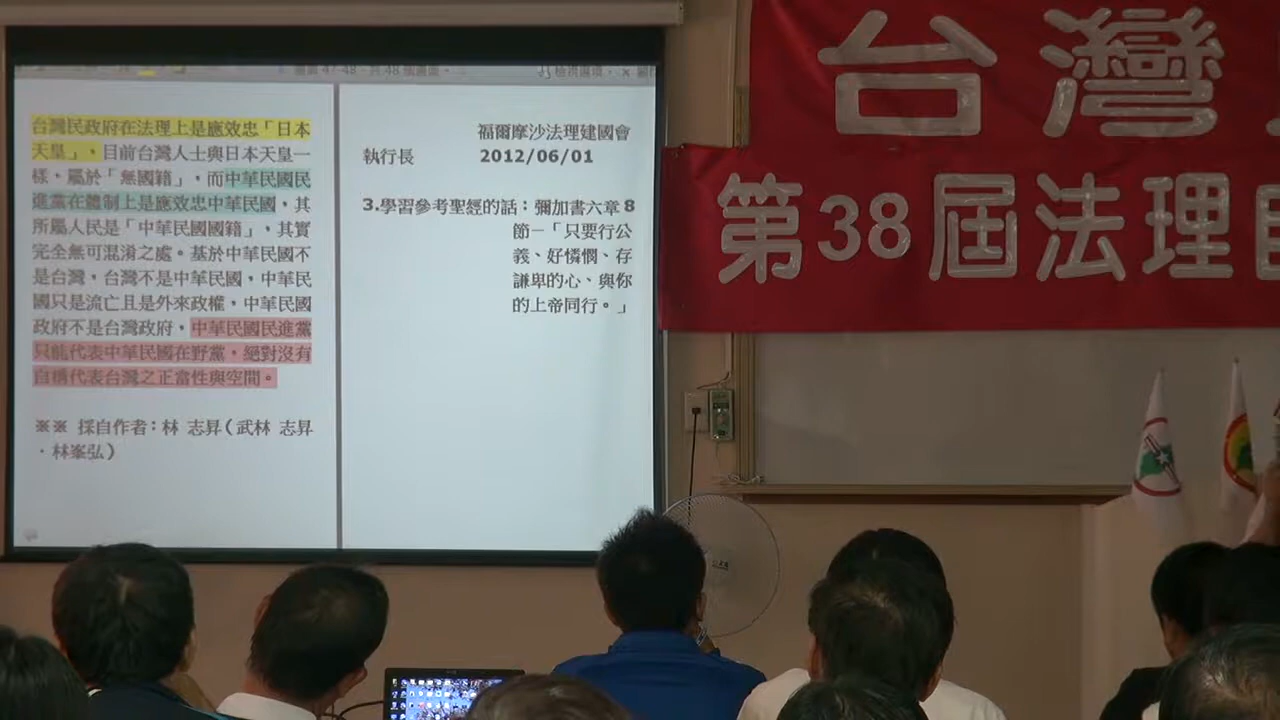 台灣民政府在法理上是應效忠「日本
天皇」，目前台灣人士與日本天皇一
樣，屬於「無國籍」，而中華民國民
進黨在體制上是應效忠中華民國，其
所屬人民是「中華民國國籍」，其實
完全無可混淆之處。基於中華民國不
是台灣，台灣不是中華民國，中華民
國只是流亡且是外來政權，中華民國
政府不是台灣政府，中華民國民進黨
只能代表中華民國在野黨，絕對沒有
自稱代表台灣之正當性與空間。
※※ 採自作者：林 志昇（武林 志昇
．林峯弘）
福爾摩沙法理建國會
執行長 2012/06/01
3.學習參考聖經的話：彌加書六章8
節—「只要行公
義、好憐憫、存
謙卑的心、與你
的上帝同行。」
台灣
第38屆法理